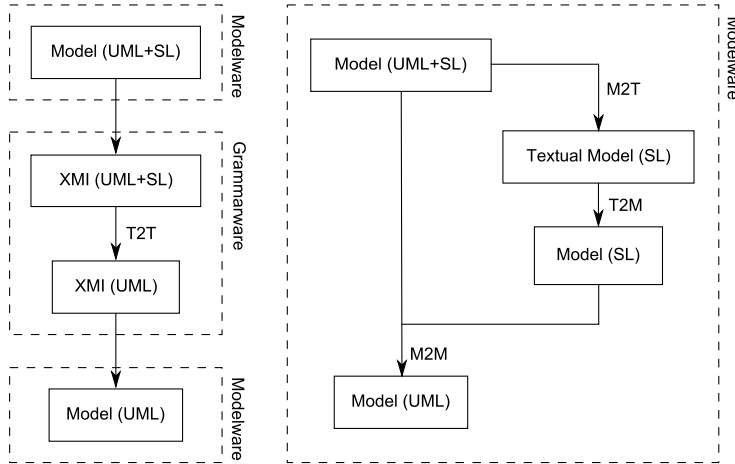 Model (UML+SL)
Modelware
XMI (UML+SL)
T2T
XMI (UML)
Grammarware
Model (UML)
Modelware
Model (UML+SL)
M2T
Textual Model (SL)
T2M
Model (SL)
M2M
Model (UML)
Modelware